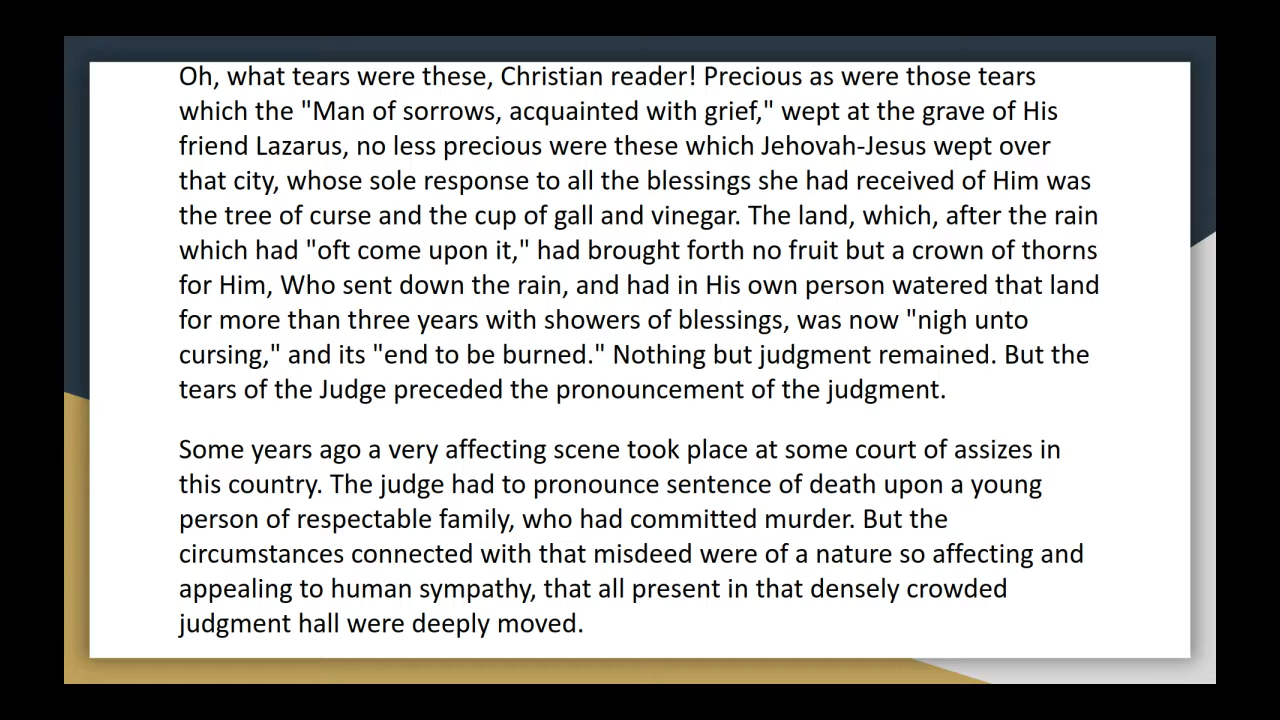 Oh, what tears were these, Christian reader! Precious as were those tears
which the "Man of sorrows, acquainted with grief," wept at the grave of His
friend Lazarus, no less precious were these which Jehovah-Jesus wept over
that city, whose sole response to all the blessings she had received of Him was
the tree of curse and the cup of gall and vinegar. The land, which, after the rain
which had "oft come upon it," had brought forth no fruit but a crown of thorns
for Him, Who sent down the rain, and had in His own person watered that land
for more than three years with showers of blessings, was now "nigh unto
cursing," and its "end to be burned." Nothing but judgment remained. But the
tears of the Judge preceded the pronouncement of the judgment.
Some years ago a very affecting scene took place at some court of assizes in
this country. The judge had to pronounce sentence of death upon a young
person of respectable family, who had committed murder. But the
circumstances connected with that misdeed were of a nature so affecting and
appealing to human sympathy, that all present in that densely crowded
judgment hall were deeply moved.